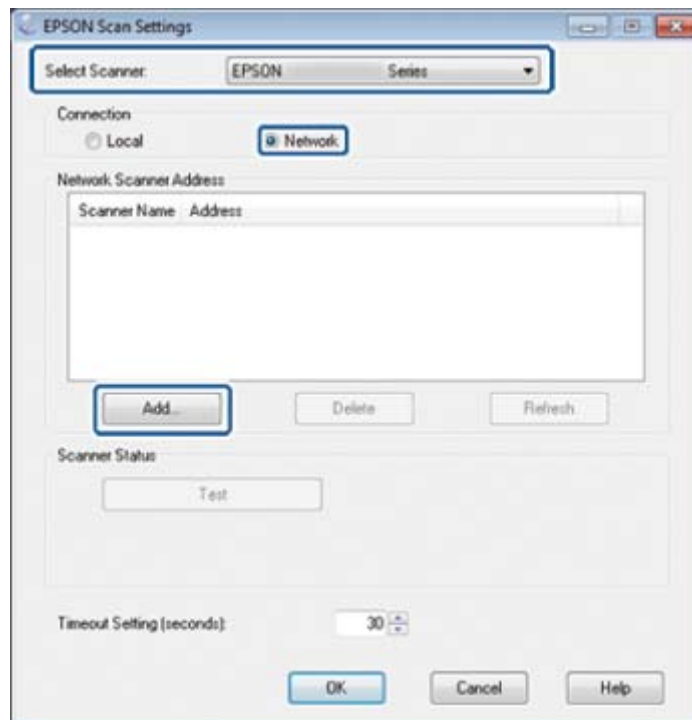 EPSON Scan Settings
Select Scanner: EPSON Series
Connection
Local Network
Network Scanner Address
Scanner Name Address
Add... Delete Refresh
Scanner Status
Test
Timeout Setting (seconds): 30
OK Cancel Help